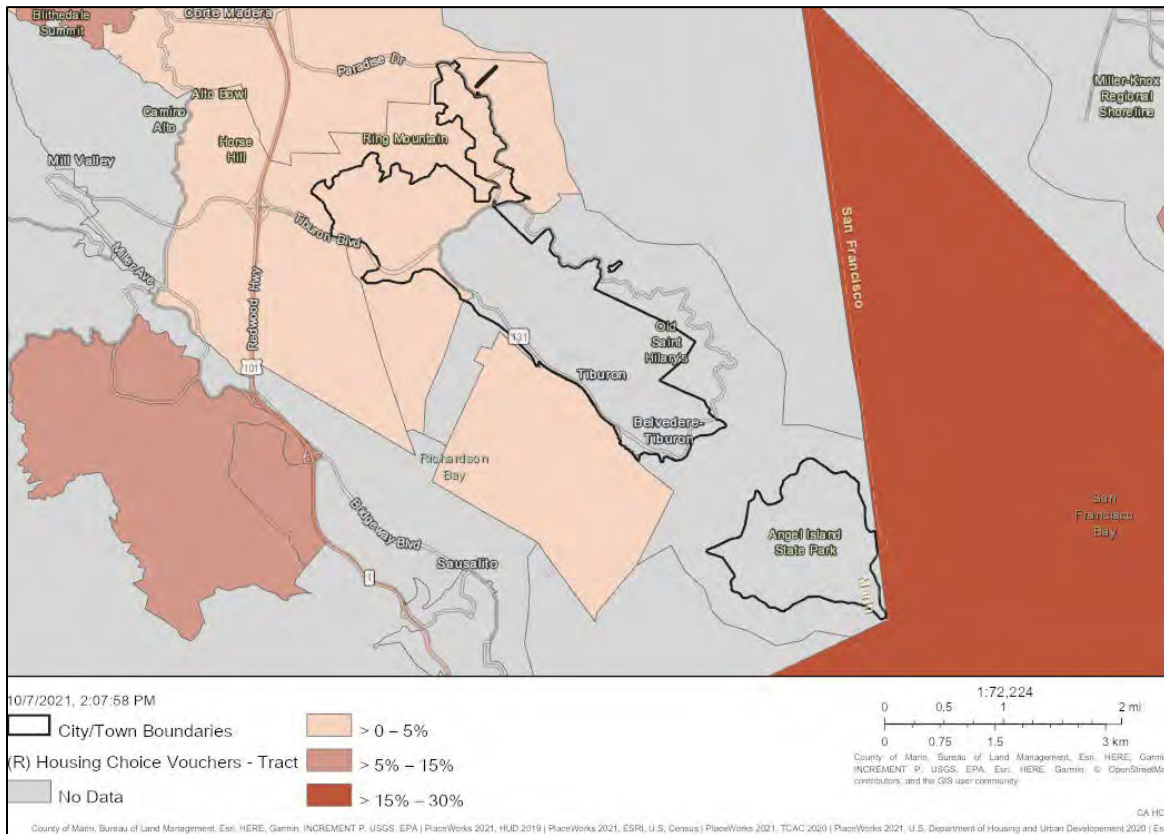 Corte Madera
Blithedale
Summit
Paradise Dr
Miller-Knox
Regional
Shoreline
Alto Bowl
Camino
Alto
Horse
Hill
Ring Mountain
Mill Valley
Tiburon Blvd
Miller Ave
Redwood Hwy
San Francisco
131
Old
Saint
Hilary's
101
Tiburon
Belvedere-
Tiburon
Richardson
Bay
Bridgeway Blvd
San
Francisco
Bay
Angel Island
State Park
Sausalito
1
Marin
10/7/2021, 2:07:58 PM
City/Town Boundaries
(R) Housing Choice Vouchers - Tract
No Data
> 0 – 5%
> 5% – 15%
> 15% – 30%
1:72,224
0 0.5 1 2 mi
0 0.75 1.5 3 km
County of Marin, Bureau of Land Management, Esri, HERE, Garmin,
INCREMENT P, USGS, EPA, Esri, HERE, Garmin, © OpenStreetMap
contributors, and the GIS user community
CA HC
County of Marin, Bureau of Land Management, Esri, HERE, Garmin, INCREMENT P, USGS, EPA | PlaceWorks 2021, HUD 2019 | PlaceWorks 2021, ESRI, U.S. Census | PlaceWorks 2021, TCAC 2020 | PlaceWorks 2021, U.S. Department of Housing and Urban Developement 2020 |